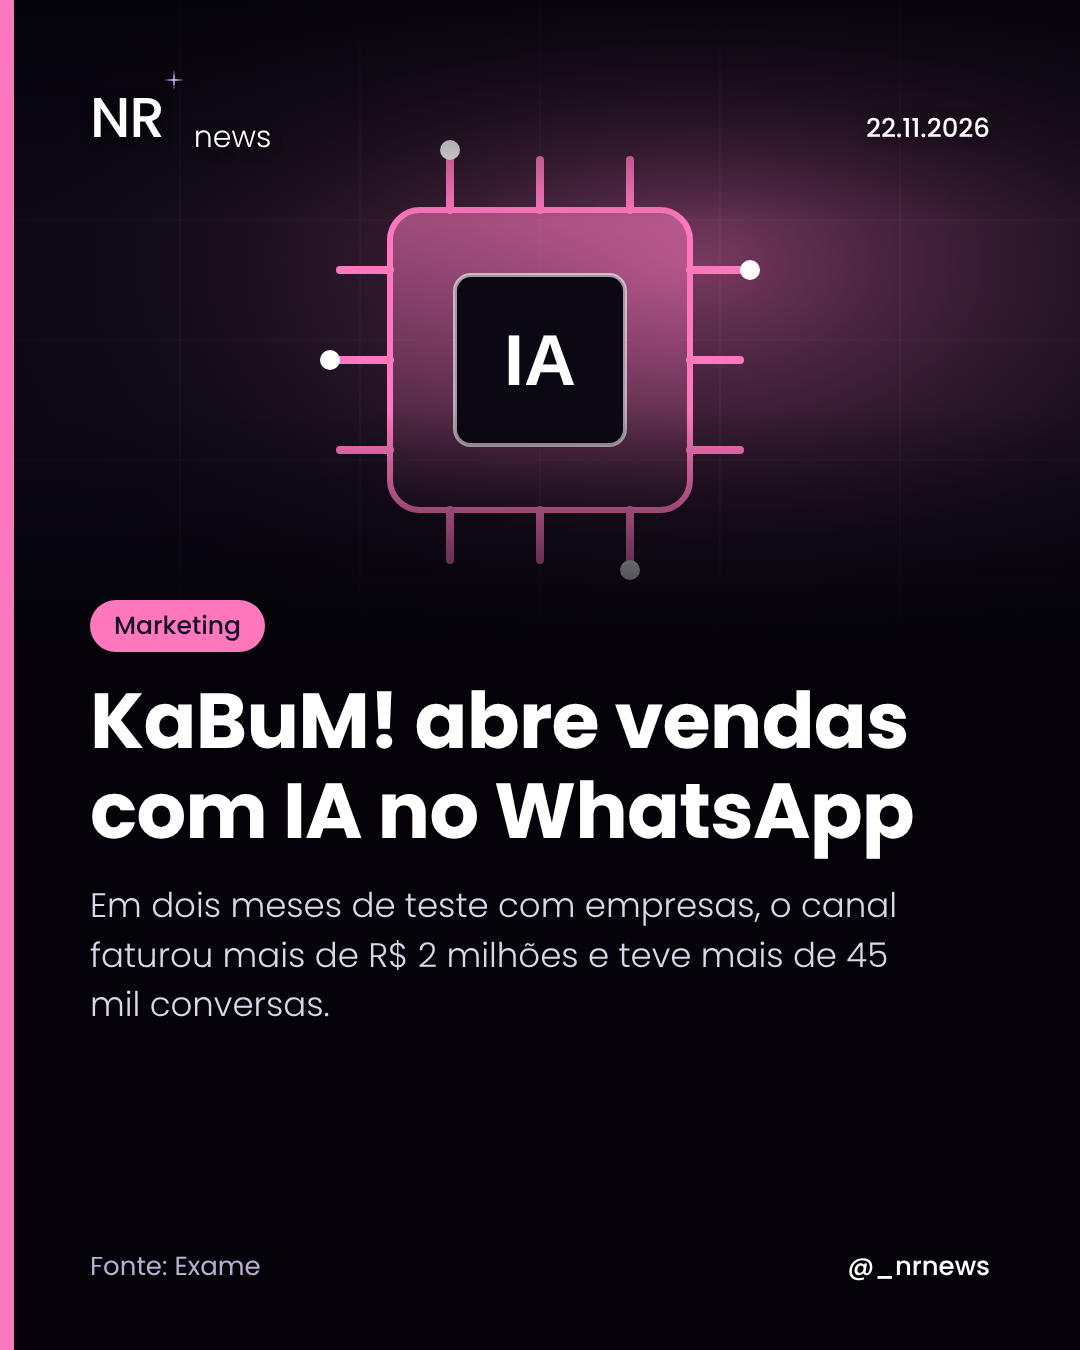 NR news
22.11.2026
IA
Marketing
KaBuM! abre vendas
com IA no WhatsApp
Em dois meses de teste com empresas, o canal
faturou mais de R$ 2 milhões e teve mais de 45
mil conversas.
Fonte: Exame
@_nrnews